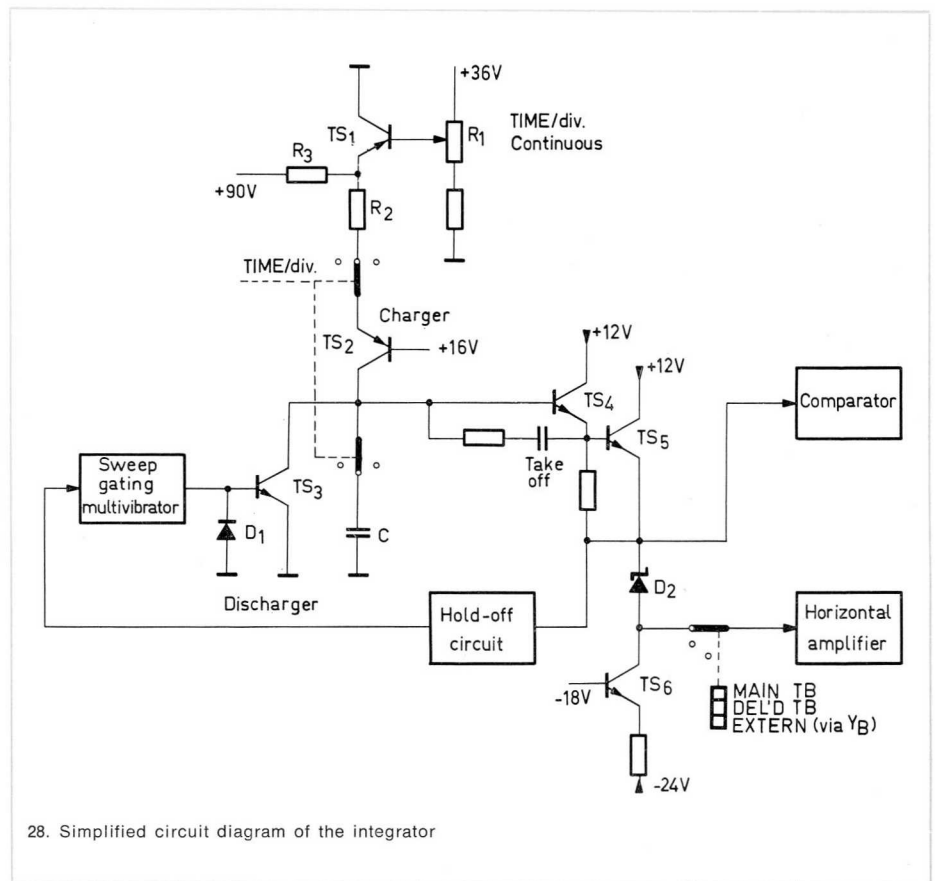 +36V
TS1
R1
TIME/div.
Continuous
R3
+90V
R2
TIME/div.
Charger
TS2
+16V
+12V
+12V
TS4
TS5
Comparator
Take
off
Sweep
gating
multivibrator
TS3
D1
C
Discharger
D2
Hold-off
circuit
Horizontal
amplifier
TS6
-18V
MAIN TB
DEL'D TB
EXTERN (via YB)
-24V
28. Simplified circuit diagram of the integrator